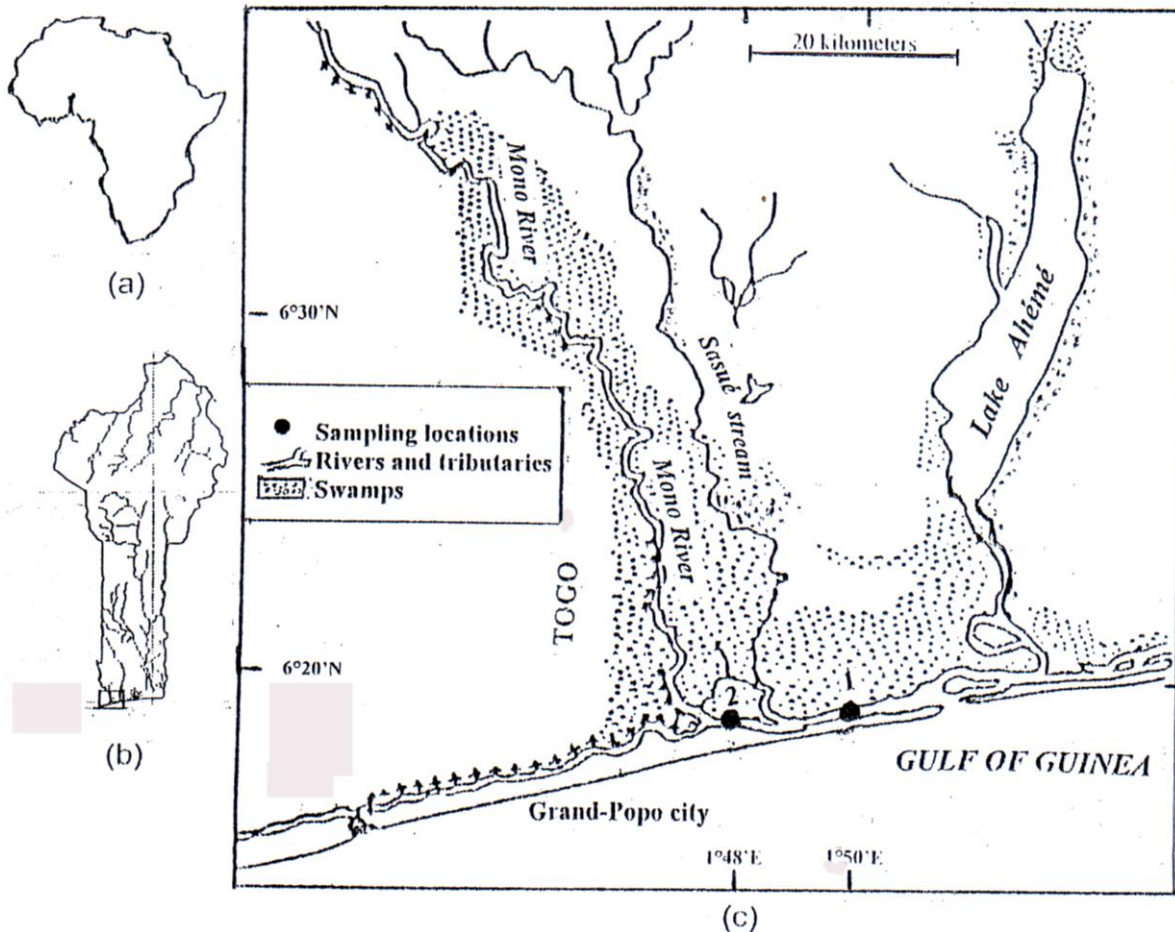 (a)
(b)
20 kilometers
Mono River
6°30'N
Sasué stream
Lake Ahémé
Sampling locations
Rivers and tributaries
Swamps
Mono River
TOGO
6°20'N
2
1
GULF OF GUINEA
Grand-Popo city
1°48'E
1°50'E
(c)